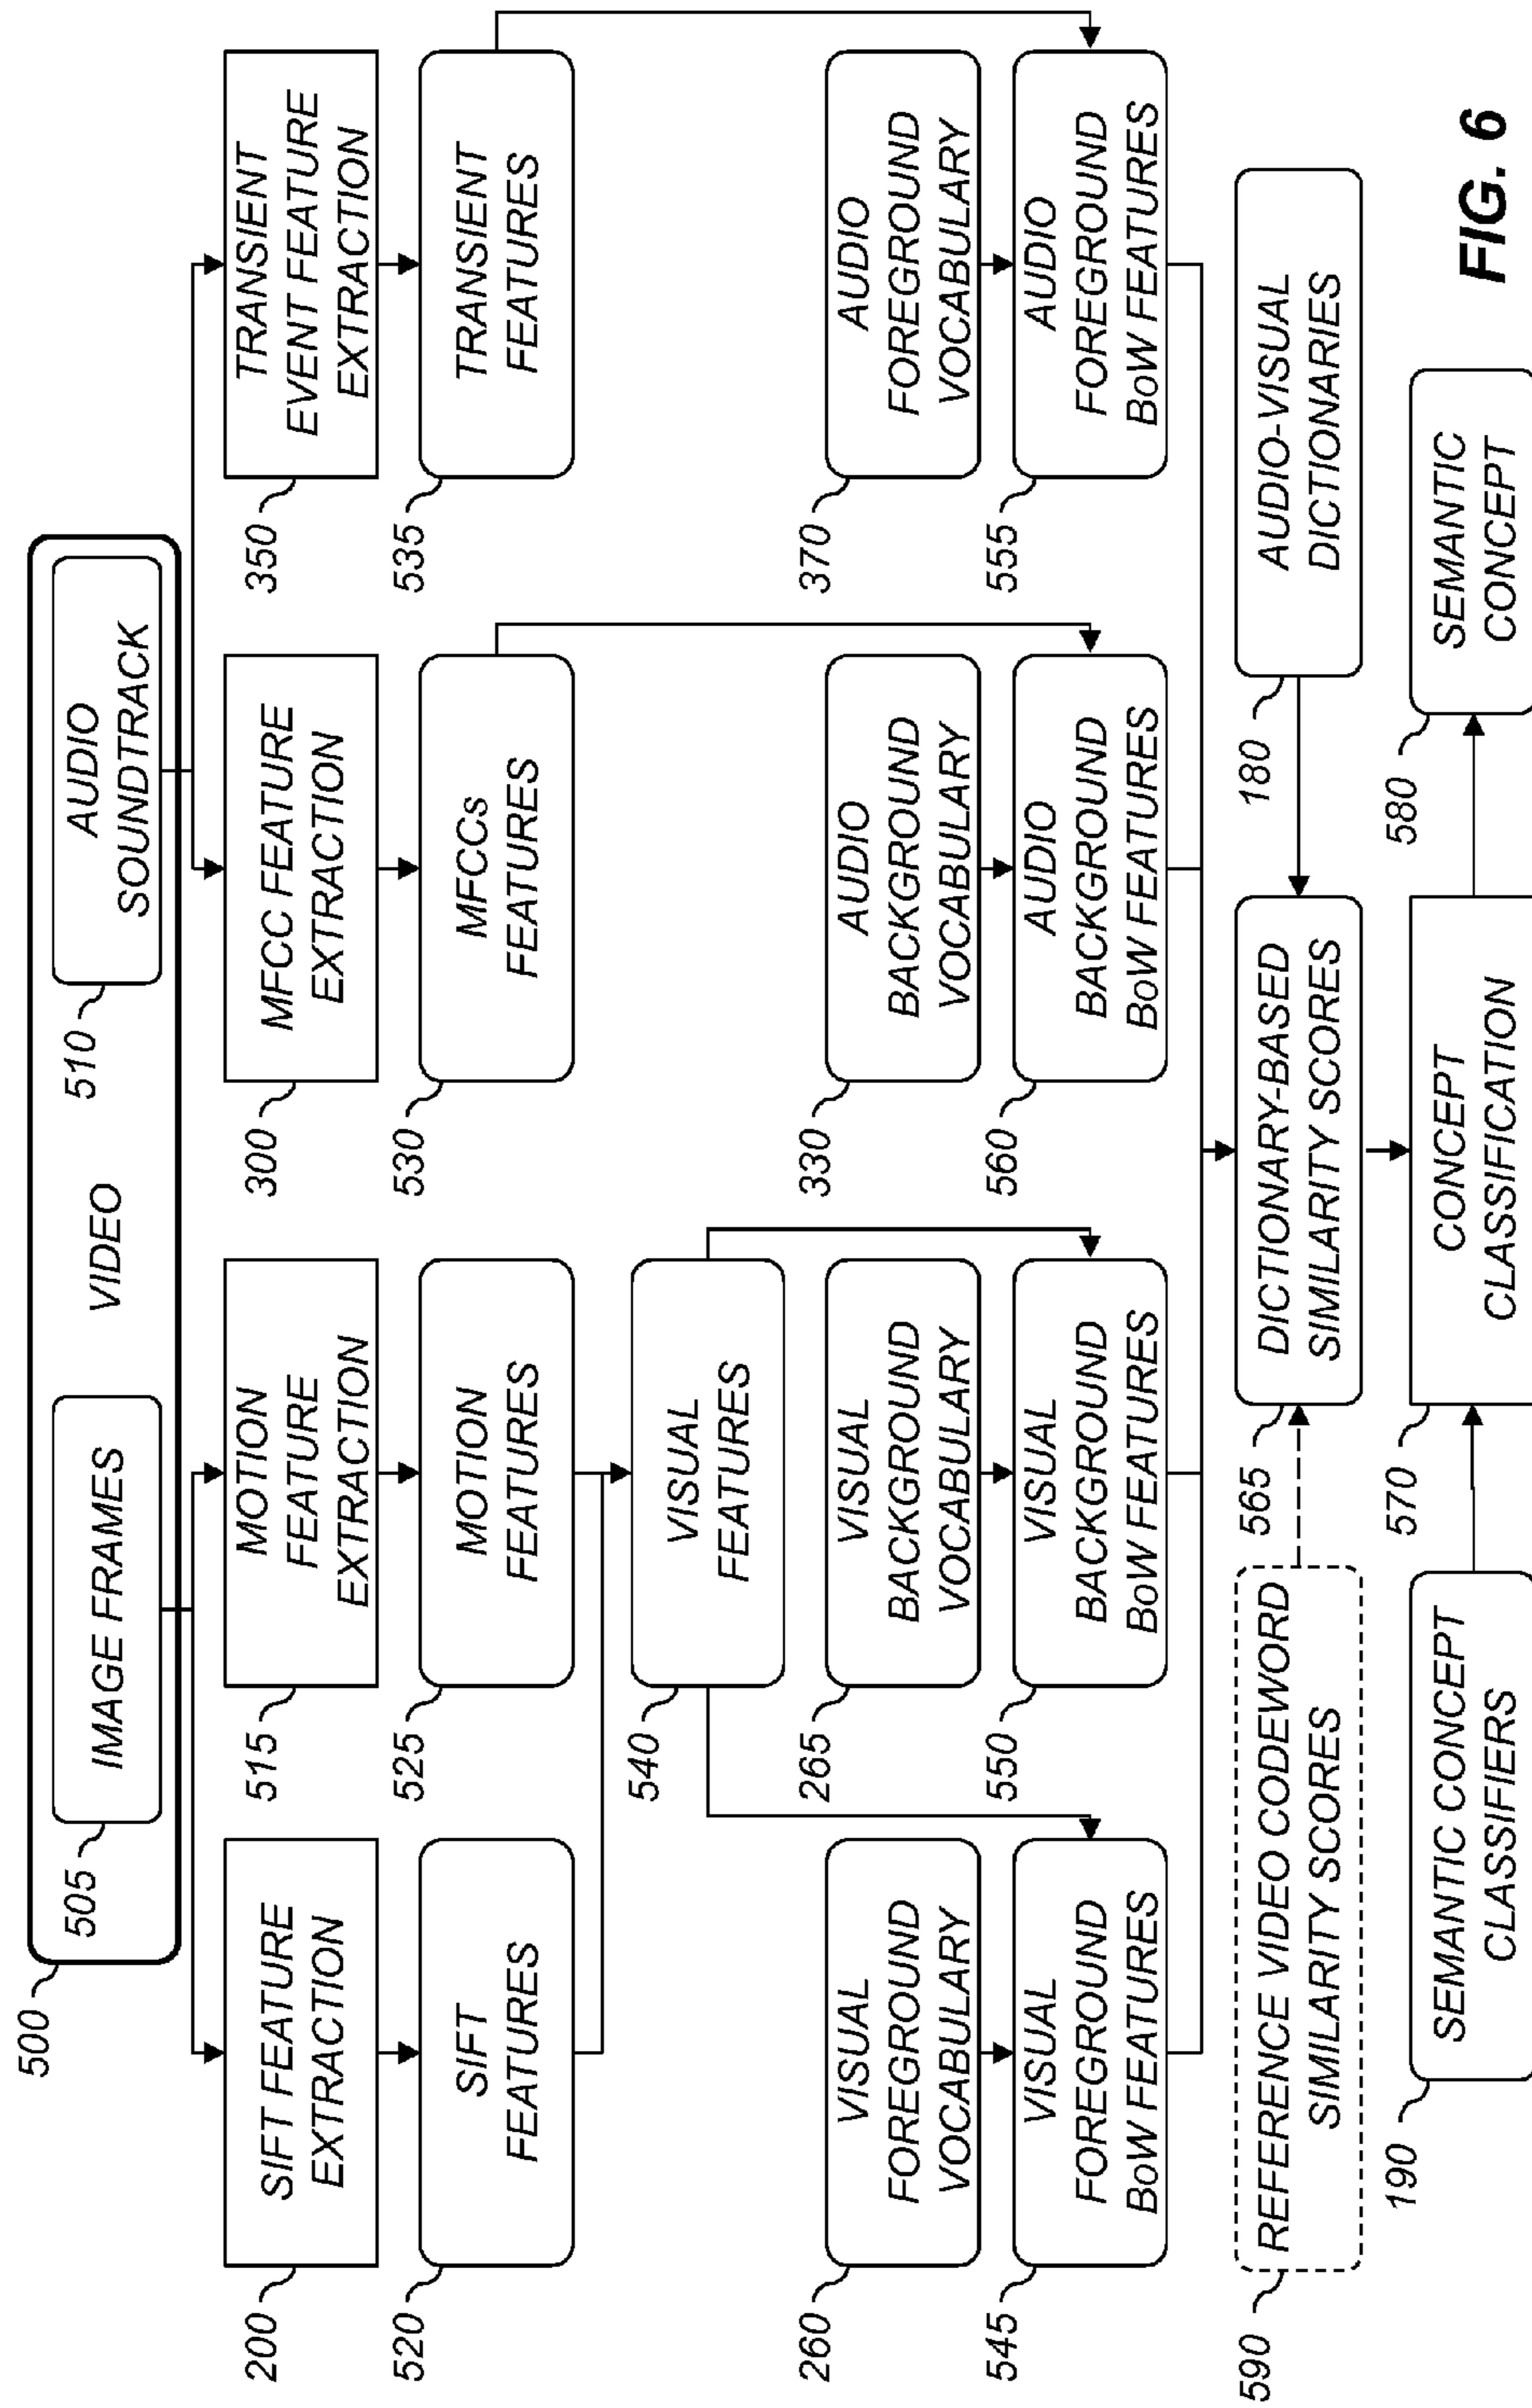 500
505
IMAGE FRAMES
VIDEO
510
AUDIO
SOUNDTRACK
200
SIFT FEATURE
EXTRACTION
515
MOTION
FEATURE
EXTRACTION
300
MFCC FEATURE
EXTRACTION
350
TRANSIENT
EVENT FEATURE
EXTRACTION
520
SIFT
FEATURES
525
MOTION
FEATURES
530
MFCCs
FEATURES
535
TRANSIENT
FEATURES
540
VISUAL
FEATURES
260
VISUAL
FOREGROUND
VOCABULARY
265
VISUAL
BACKGROUND
VOCABULARY
330
AUDIO
BACKGROUND
VOCABULARY
370
AUDIO
FOREGROUND
VOCABULARY
545
VISUAL
FOREGROUND
BoW FEATURES
550
VISUAL
BACKGROUND
BoW FEATURES
560
AUDIO
BACKGROUND
BoW FEATURES
555
AUDIO
FOREGROUND
BoW FEATURES
590
REFERENCE VIDEO CODEWORD
SIMILARITY SCORES
565
DICTIONARY-BASED
SIMILARITY SCORES
180
AUDIO-VISUAL
DICTIONARIES
190
SEMANTIC CONCEPT
CLASSIFIERS
570
CONCEPT
CLASSIFICATION
580
SEMANTIC
CONCEPT
FIG. 6